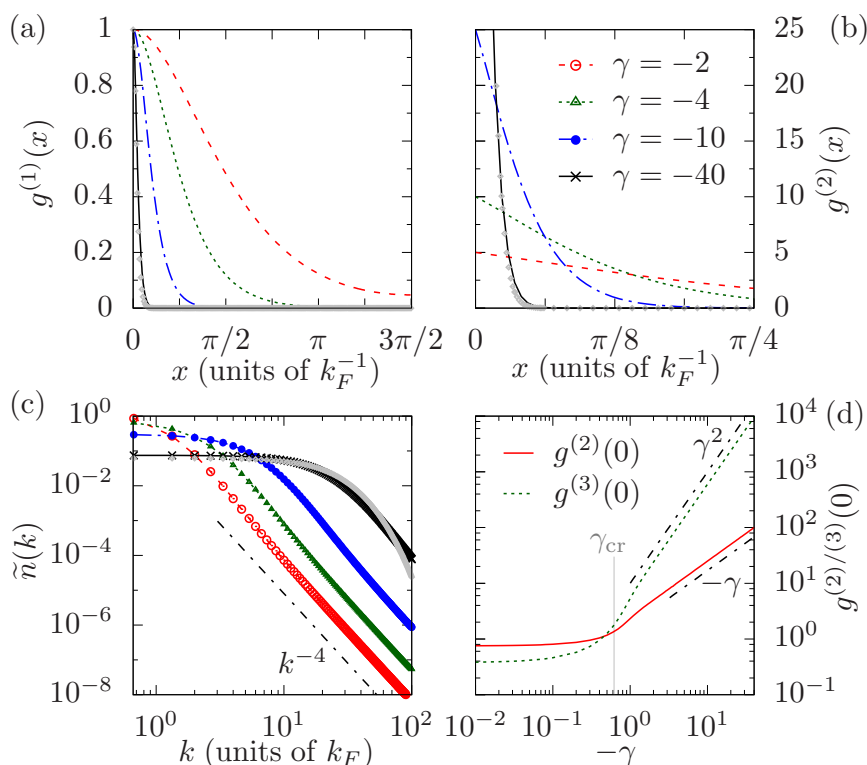 (a)
1
0.8
0.6
0.4
0.2
0
g^{(1)}(x)
0 π/2 π 3π/2
x (units of k_F^{-1})
(b)
γ = −2
γ = −4
γ = −10
γ = −40
25
20
15
10
5
0
g^{(2)}(x)
0 π/8 π/4
x (units of k_F^{-1})
(c)
10^0
10^{-2}
10^{-4}
10^{-6}
10^{-8}
ñ(k)
k^{-4}
10^0 10^1 10^2
k (units of k_F)
(d)
g^{(2)}(0)
g^{(3)}(0)
γ^2
γ_{cr}
−γ
10^4
10^3
10^2
10^1
10^0
10^{-1}
g^{(2)/(3)}(0)
10^{-2} 10^{-1} 10^0 10^1
−γ